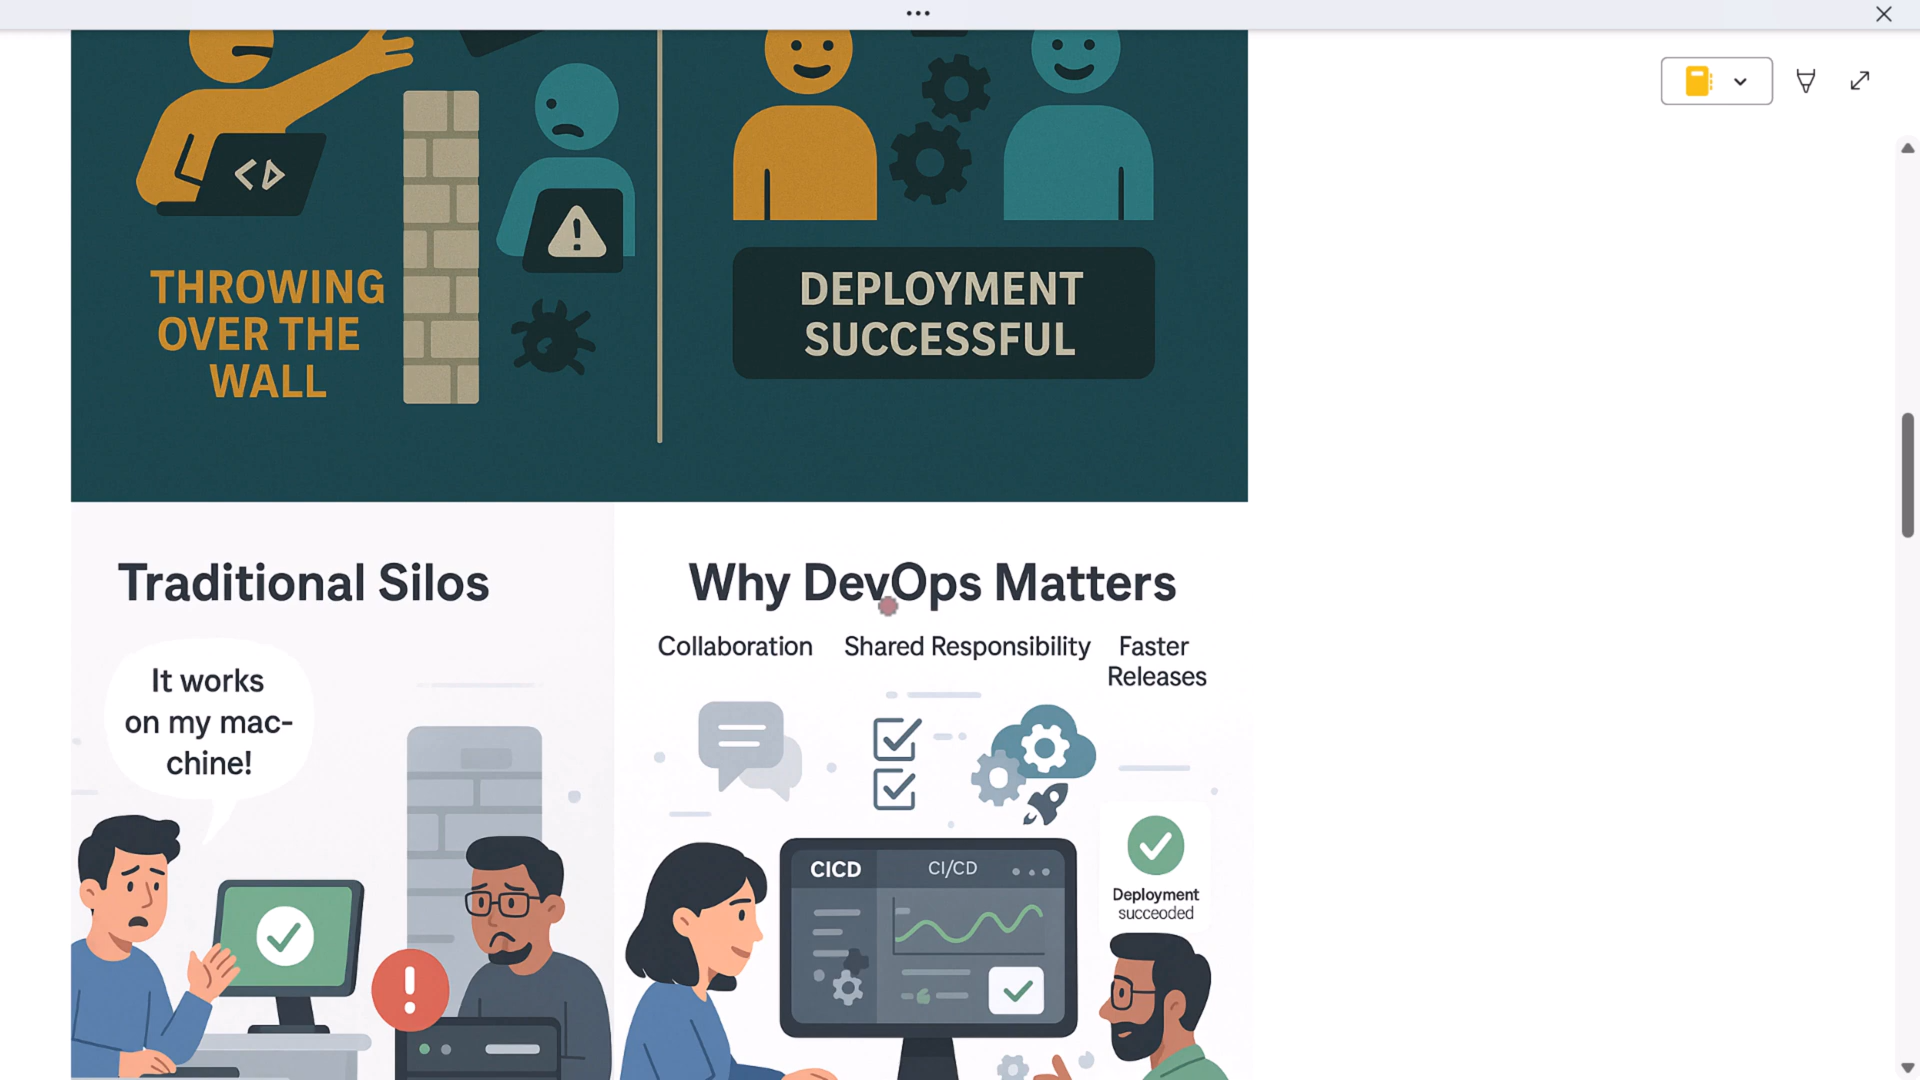 THROWING
OVER THE
WALL
DEPLOYMENT
SUCCESSFUL
Traditional Silos
It works
on my mac-
chine!
Why DevOps Matters
Collaboration
Shared Responsibility
Faster
Releases
CICD
CI/CD
Deployment
succeoded